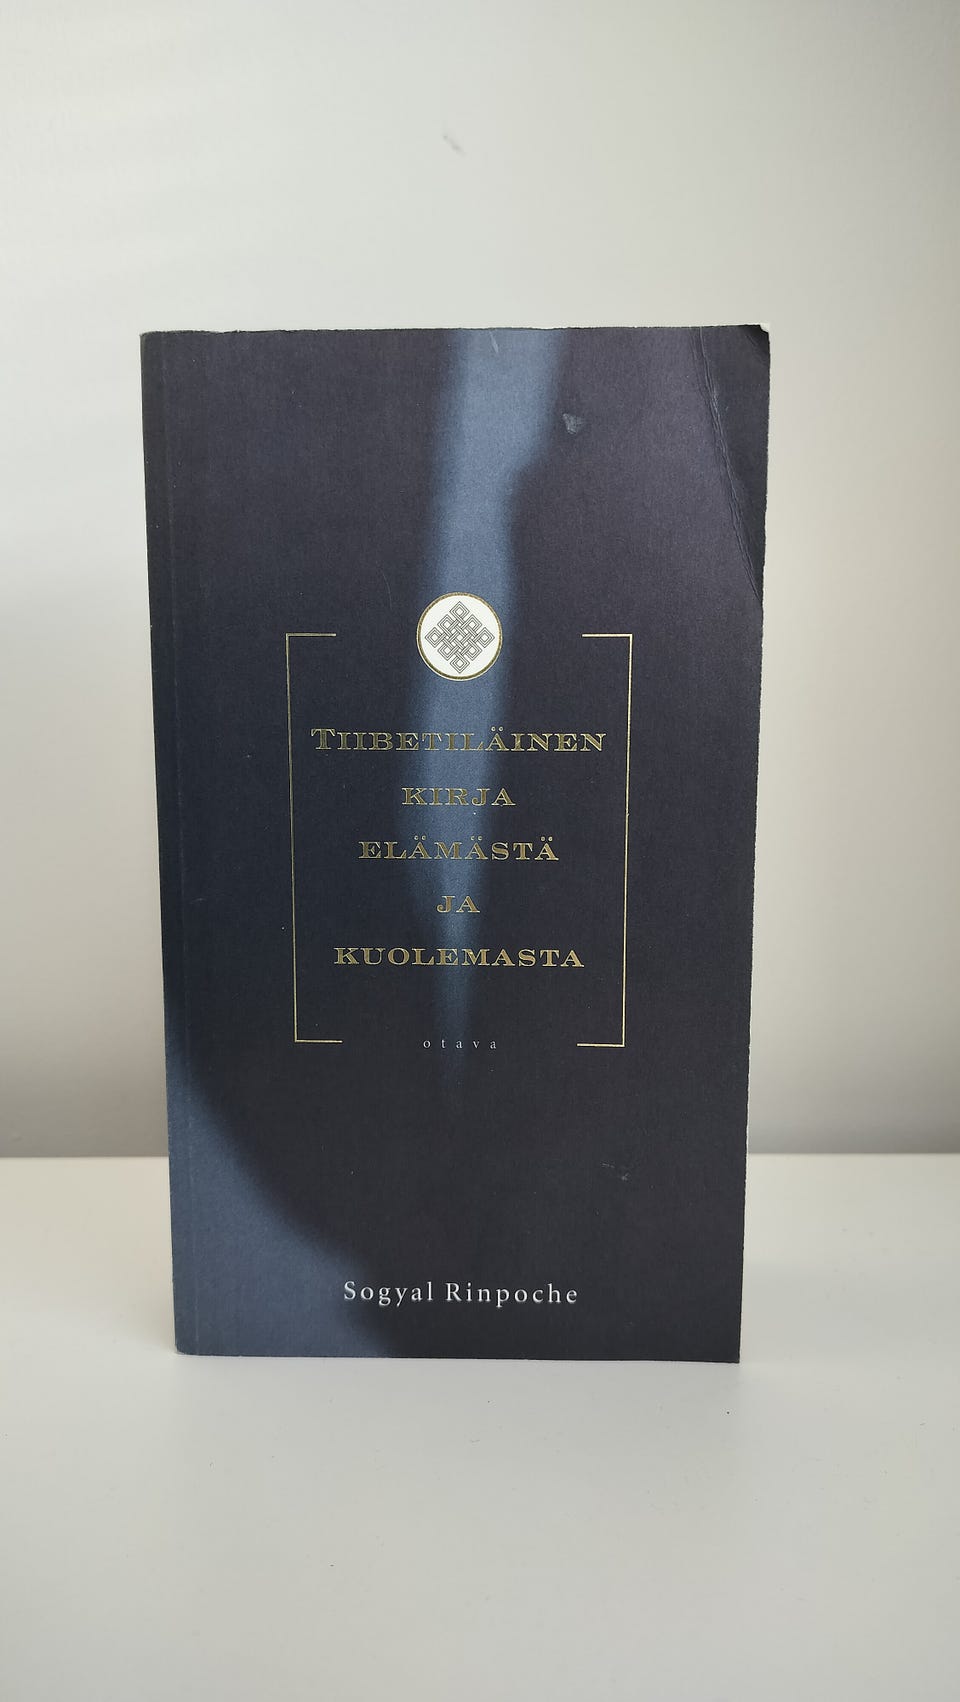 TIIBETILÄINEN
KIRJA
ELÄMÄSTÄ
JA
KUOLEMASTA
otava
Sogyal Rinpoche